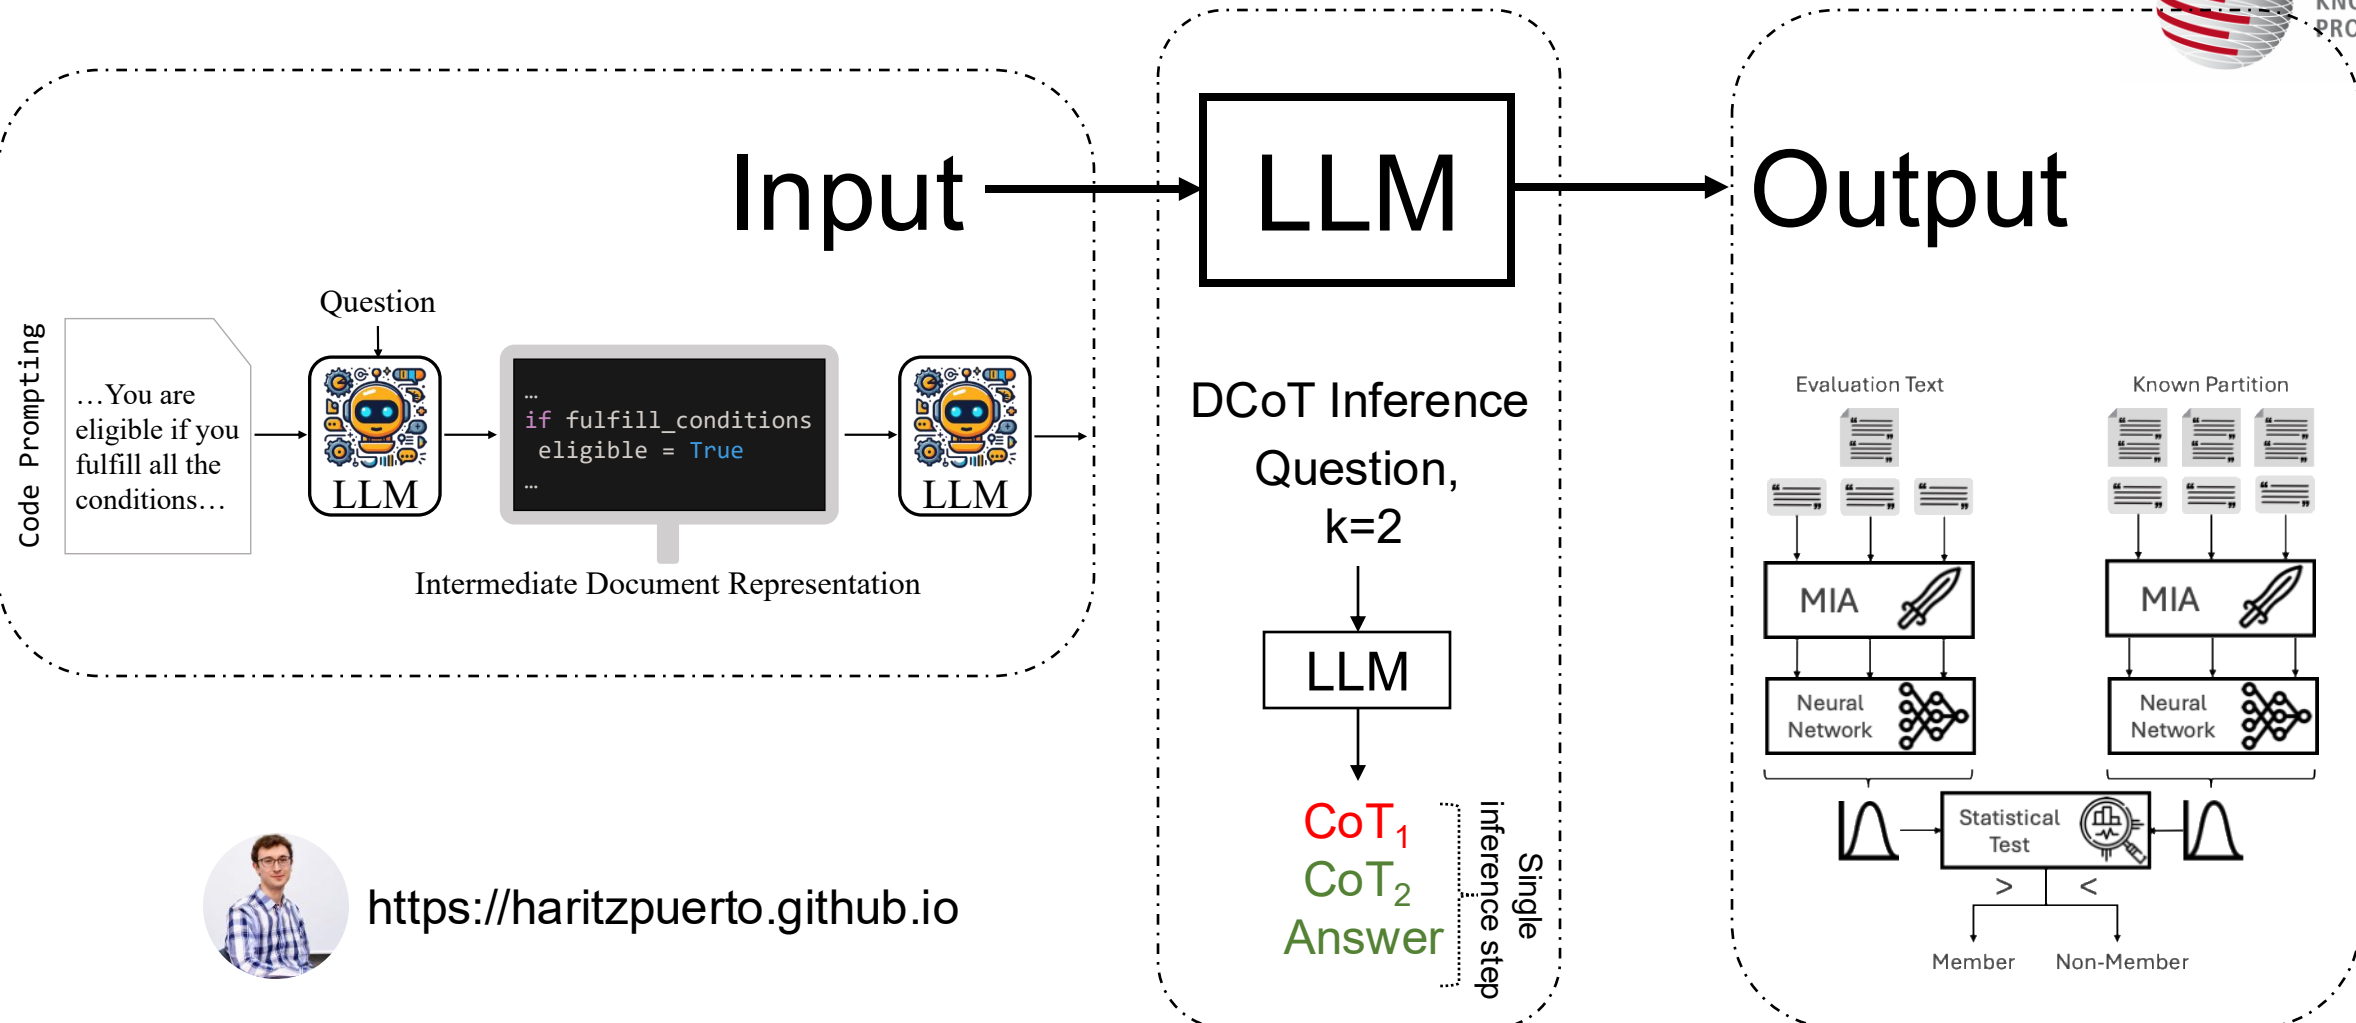 KNO
PRO
Input
LLM
Output
Code Prompting
…You are
eligible if you
fulfill all the
conditions…
Question
LLM
…
if fulfill_conditions
eligible = True
…
LLM
Intermediate Document Representation
https://haritzpuerto.github.io
DCoT Inference
Question,
k=2
LLM
CoT1
CoT2
Answer
Single
inference step
Evaluation Text
Known Partition
MIA
MIA
Neural
Network
Neural
Network
Statistical
Test
> <
Member
Non-Member